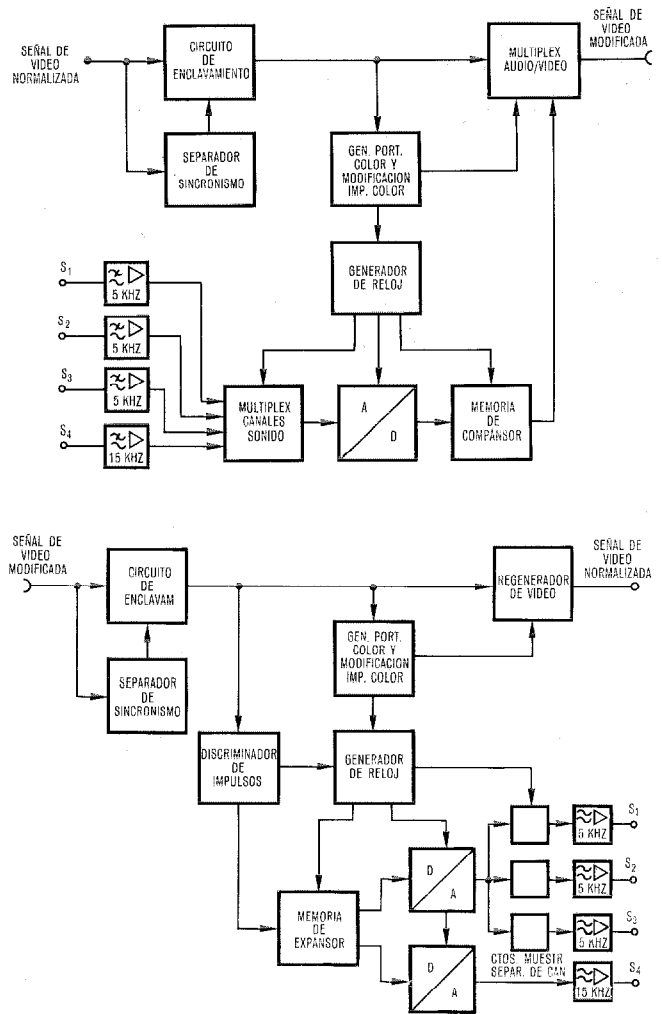 SEÑAL DE
VIDEO
NORMALIZADA
CIRCUITO
DE
ENCLAVAMIENTO
MULTIPLEX
AUDIO/VIDEO
SEÑAL DE
VIDEO
MODIFICADA
SEPARADOR
DE
SINCRONISMO
GEN. PORT.
COLOR Y
MODIFICACION
IMP. COLOR
GENERADOR
DE RELOJ
S1
5 KHZ
S2
5 KHZ
S3
5 KHZ
S4
15 KHZ
MULTIPLEX
CANALES
SONIDO
A
D
MEMORIA
DE
COMPANSOR
SEÑAL DE
VIDEO
MODIFICADA
CIRCUITO
DE
ENCLAVAM
REGENERADOR
DE VIDEO
SEÑAL DE
VIDEO
NORMALIZADA
SEPARADOR
DE
SINCRONISMO
GEN. PORT.
COLOR Y
MODIFICACION
IMP. COLOR
DISCRIMINADOR
DE
IMPULSOS
GENERADOR
DE RELOJ
S1
5 KHZ
D
A
S2
5 KHZ
MEMORIA
DE
EXPANSOR
S3
5 KHZ
CTOS. MUESTR
SEPAR. DE CAN
D
A
S4
15 KHZ